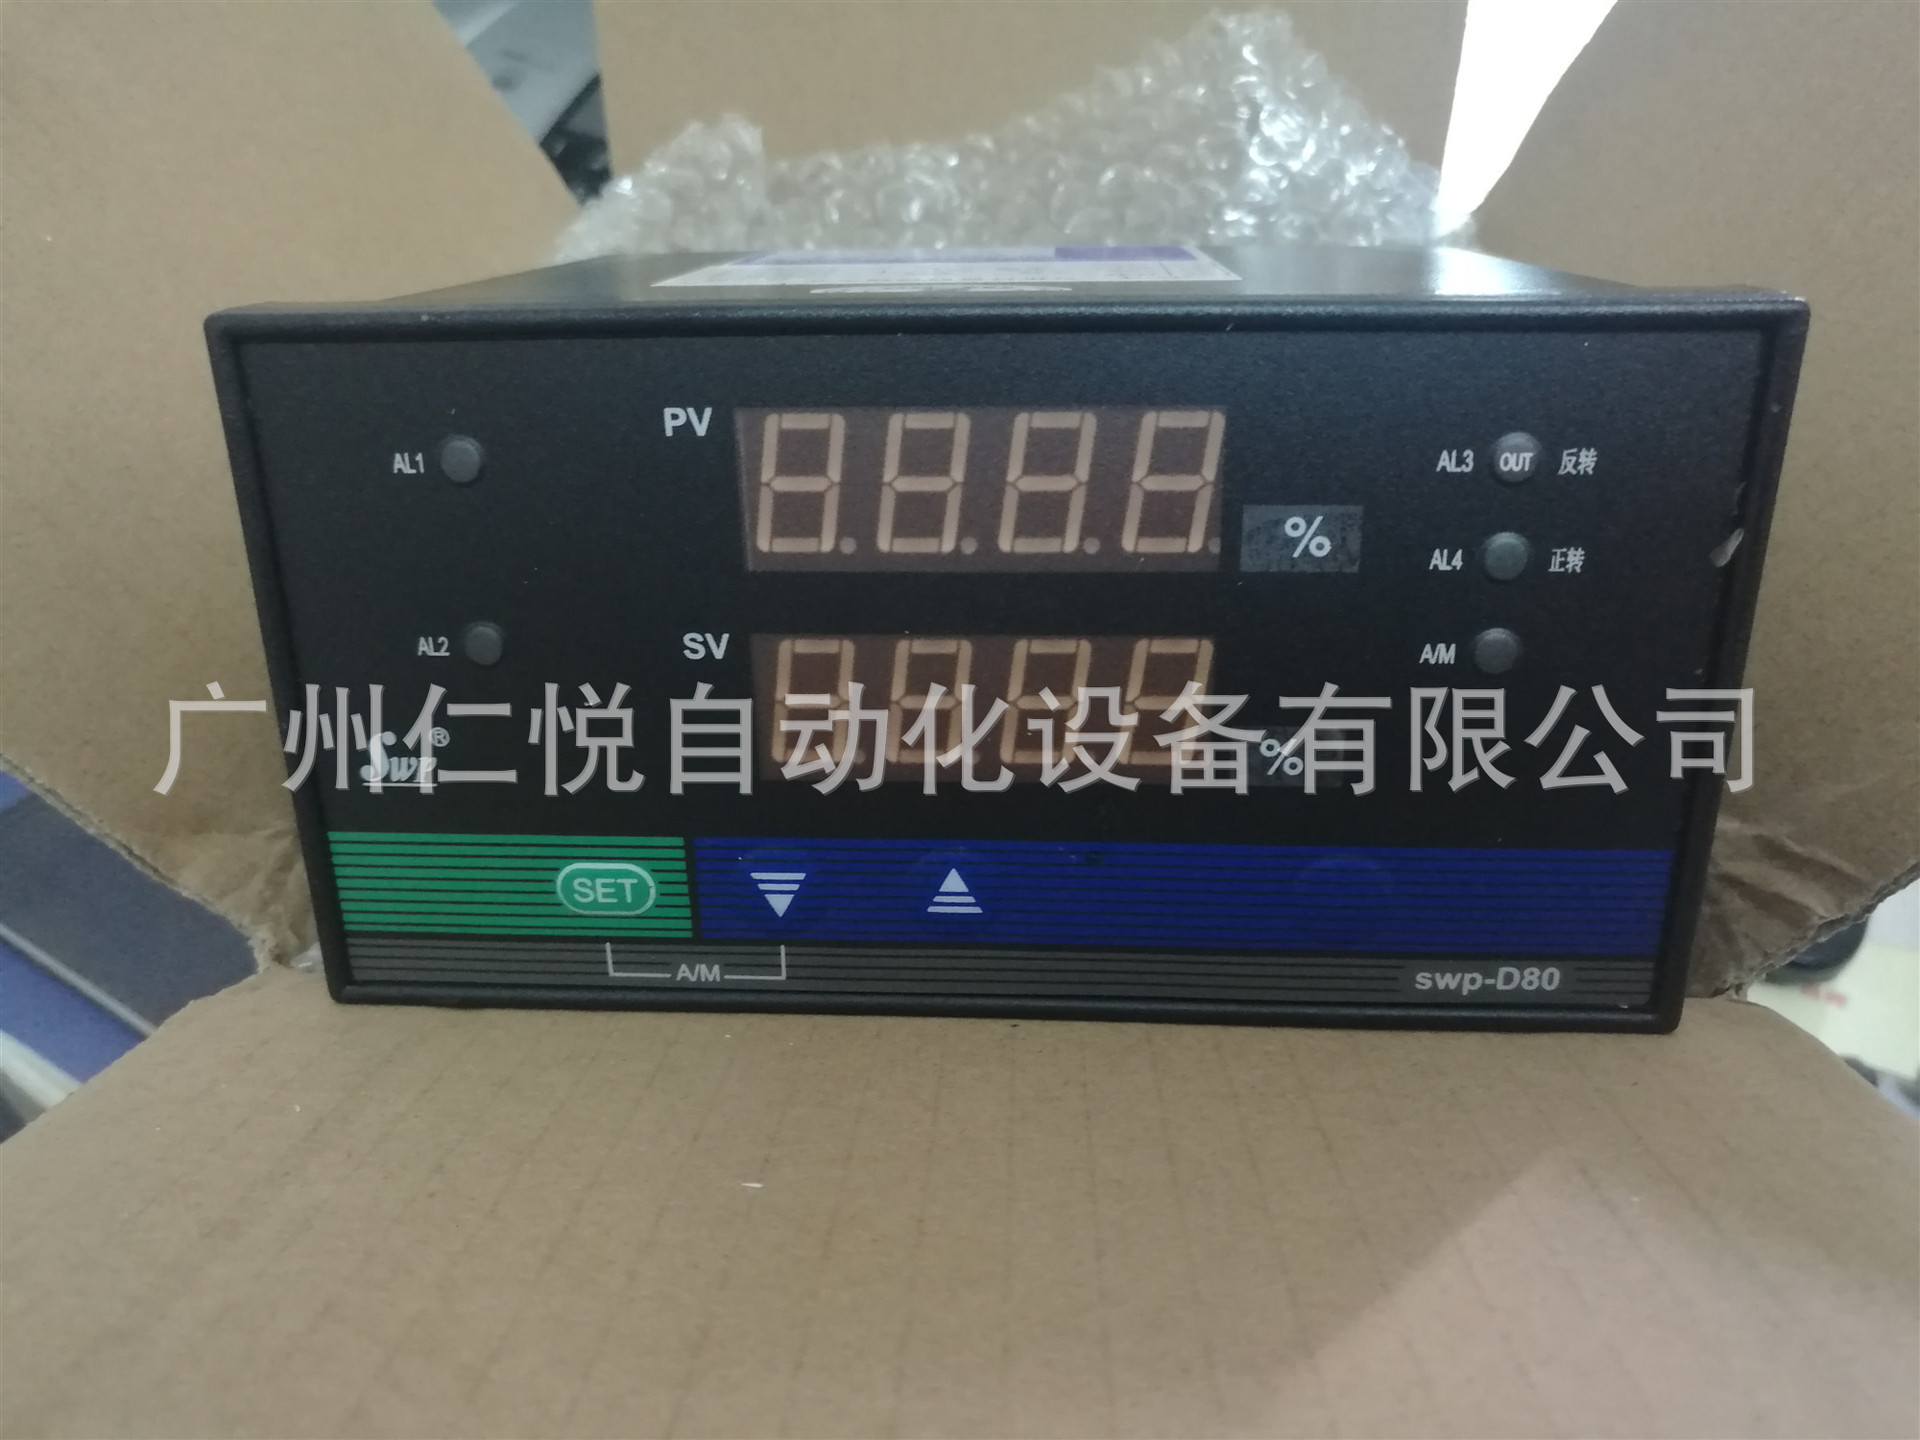 PV
AL1
AL3 OUT 反转
%
AL4 正转
SV
AL2
A/M
广州仁悦自动化设备有限公司
Swp®
%
SET
A/M
swp-D80